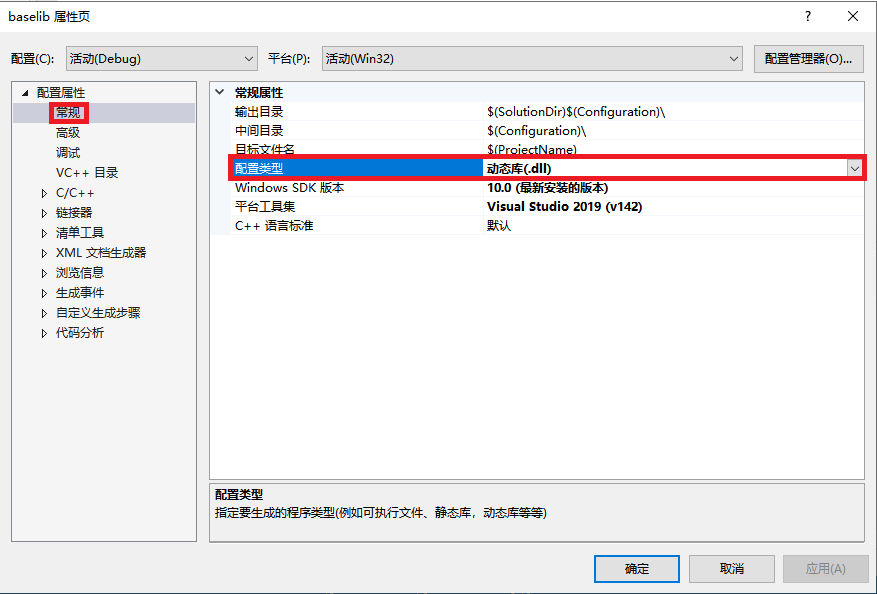 baselib 属性页
配置(C): 活动(Debug) 平台(P): 活动(Win32) 配置管理器(O)...
配置属性
常规
高级
调试
VC++ 目录
C/C++
链接器
清单工具
XML 文档生成器
浏览信息
生成事件
自定义生成步骤
代码分析
常规属性
输出目录 $(SolutionDir)$(Configuration)\
中间目录 $(Configuration)\
目标文件名 $(ProjectName)
配置类型 动态库(.dll)
Windows SDK 版本 10.0 (最新安装的版本)
平台工具集 Visual Studio 2019 (v142)
C++ 语言标准 默认
配置类型
指定要生成的程序类型(例如可执行文件、静态库，动态库等等)
确定 取消 应用(A)